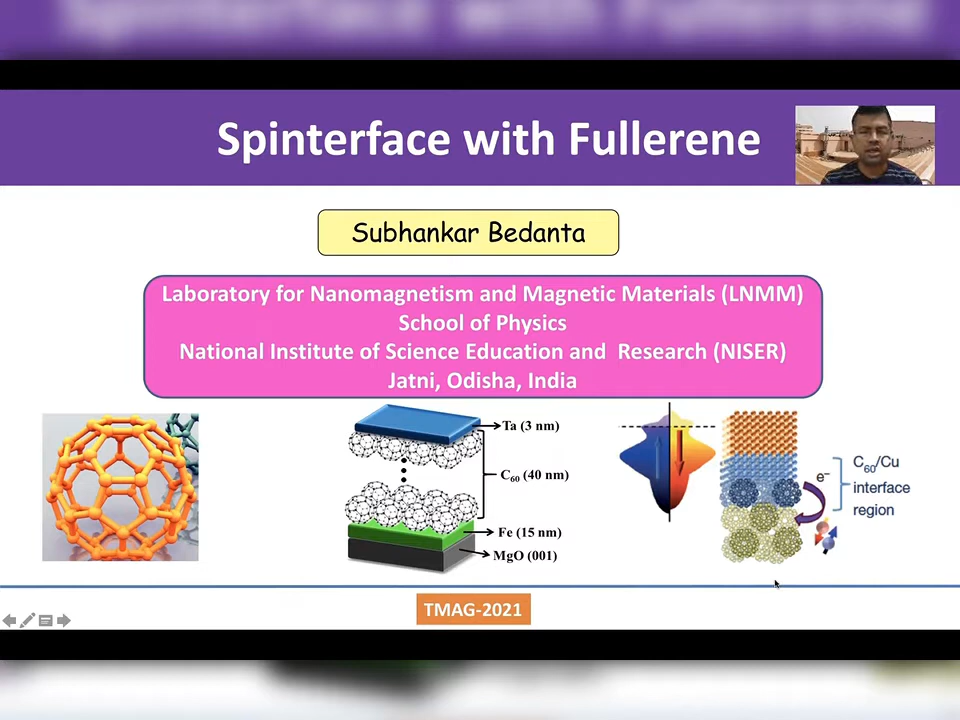 Spinterface with Fullerene
Subhankar Bedanta
Laboratory for Nanomagnetism and Magnetic Materials (LNMM)
School of Physics
National Institute of Science Education and Research (NISER)
Jatni, Odisha, India
Ta (3 nm)
C60 (40 nm)
Fe (15 nm)
MgO (001)
e−
C60/Cu
interface
region
TMAG-2021